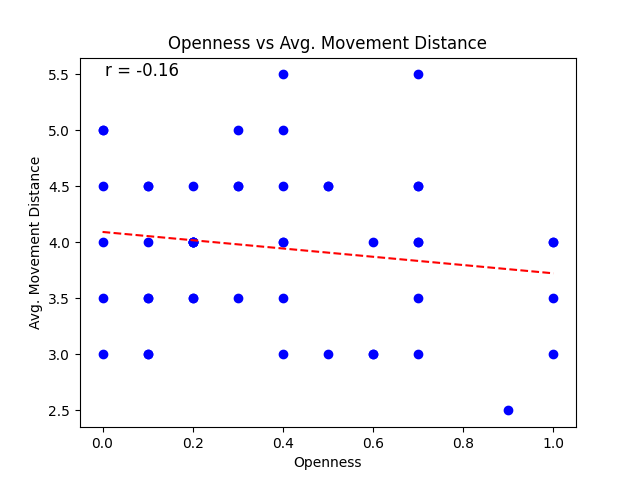 Openness vs Avg. Movement Distance
r = -0.16
Avg. Movement Distance
5.5
5.0
4.5
4.0
3.5
3.0
2.5
0.0 0.2 0.4 0.6 0.8 1.0
Openness